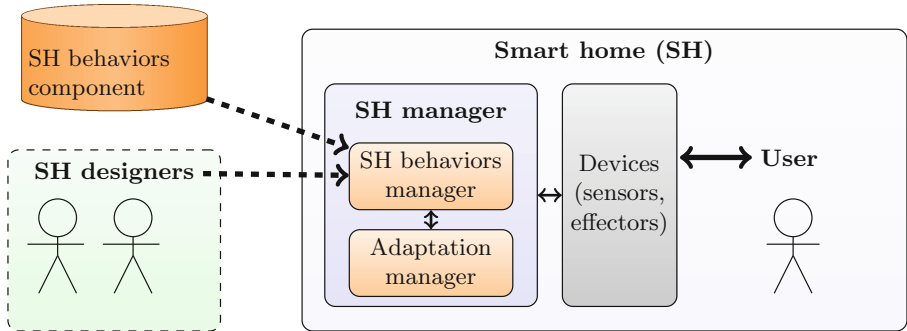 SH behaviors
component
SH designers
Smart home (SH)
SH manager
SH behaviors
manager
Adaptation
manager
Devices
(sensors,
effectors)
User